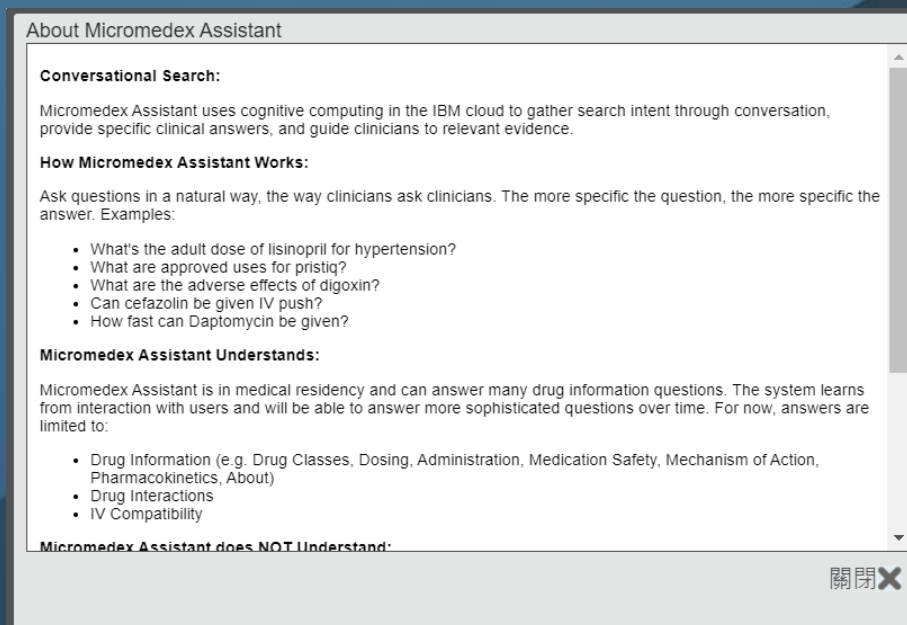 About Micromedex Assistant
Conversational Search:
Micromedex Assistant uses cognitive computing in the IBM cloud to gather search intent through conversation,
provide specific clinical answers, and guide clinicians to relevant evidence.
How Micromedex Assistant Works:
Ask questions in a natural way, the way clinicians ask clinicians. The more specific the question, the more specific the
answer. Examples:
• What's the adult dose of lisinopril for hypertension?
• What are approved uses for pristiq?
• What are the adverse effects of digoxin?
• Can cefazolin be given IV push?
• How fast can Daptomycin be given?
Micromedex Assistant Understands:
Micromedex Assistant is in medical residency and can answer many drug information questions. The system learns
from interaction with users and will be able to answer more sophisticated questions over time. For now, answers are
limited to:
• Drug Information (e.g. Drug Classes, Dosing, Administration, Medication Safety, Mechanism of Action,
Pharmacokinetics, About)
• Drug Interactions
• IV Compatibility
Micromedex Assistant does NOT Understand:
關閉